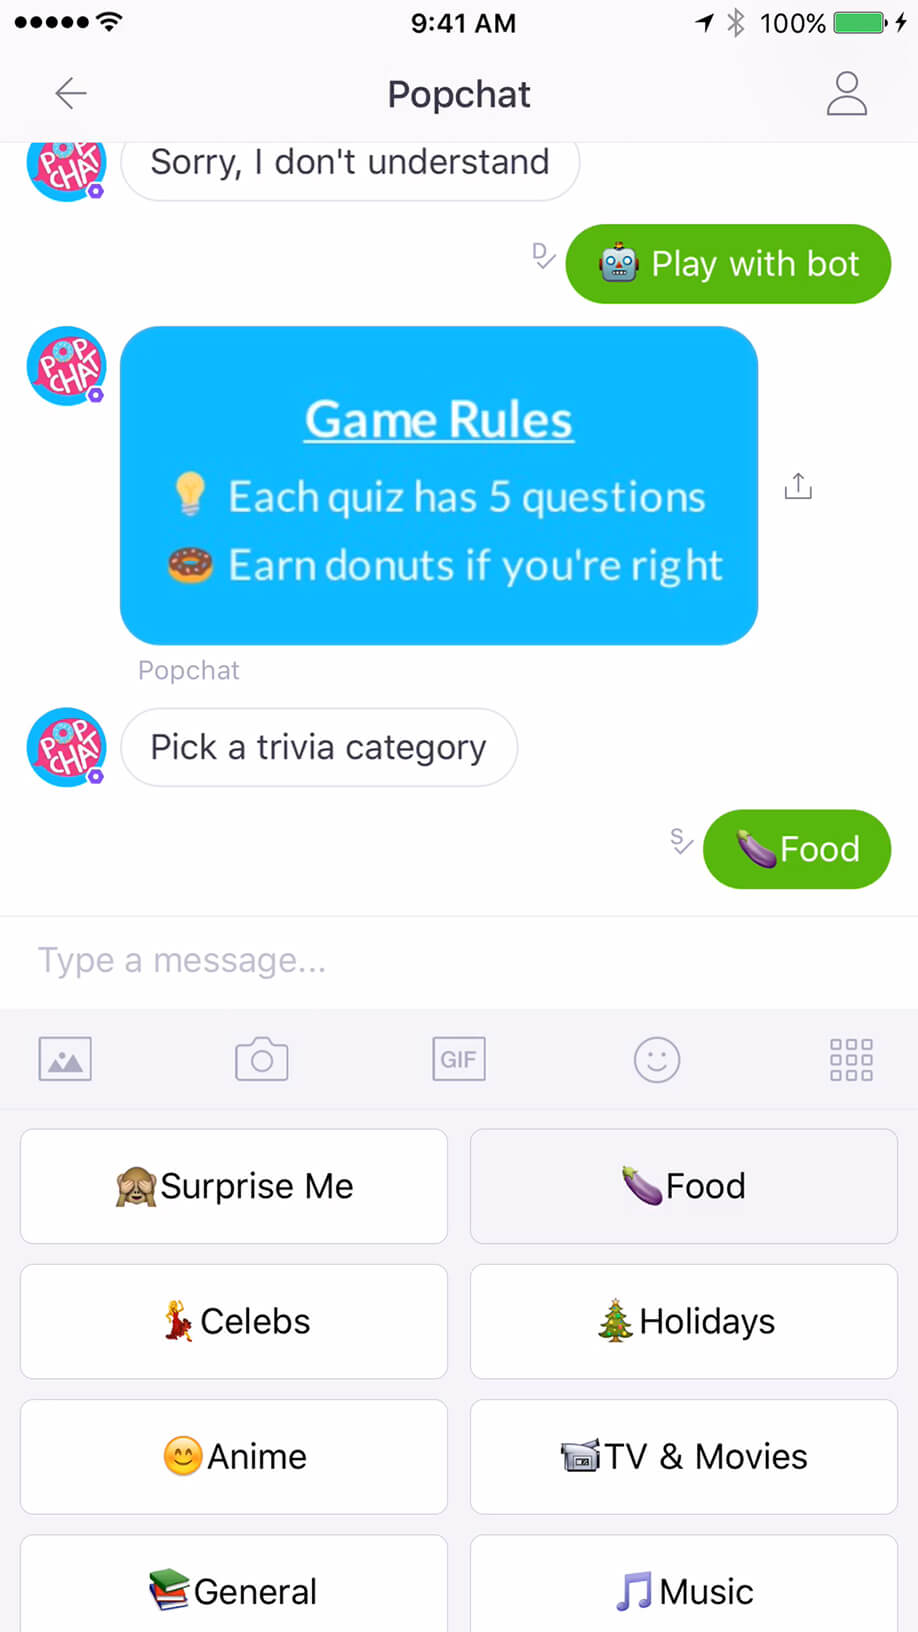 9:41 AM
100%
Popchat
POP CHAT
Sorry, I don't understand
D
Play with bot
POP CHAT
Game Rules
Each quiz has 5 questions
Earn donuts if you're right
Popchat
POP CHAT
Pick a trivia category
S
Food
Type a message...
GIF
Surprise Me
Food
Celebs
Holidays
Anime
TV & Movies
General
Music